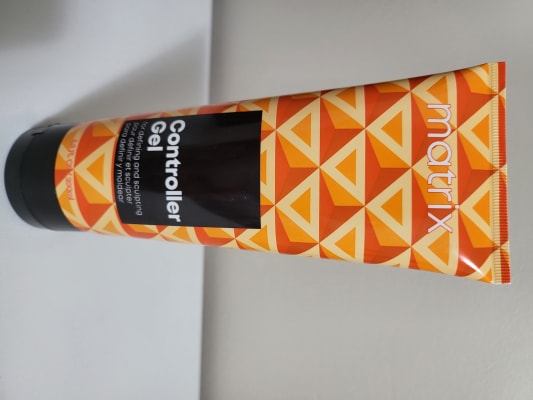 matrix
Controller
Gel
for defining and sculpting
pour définir et sculpter
para definir y moldear